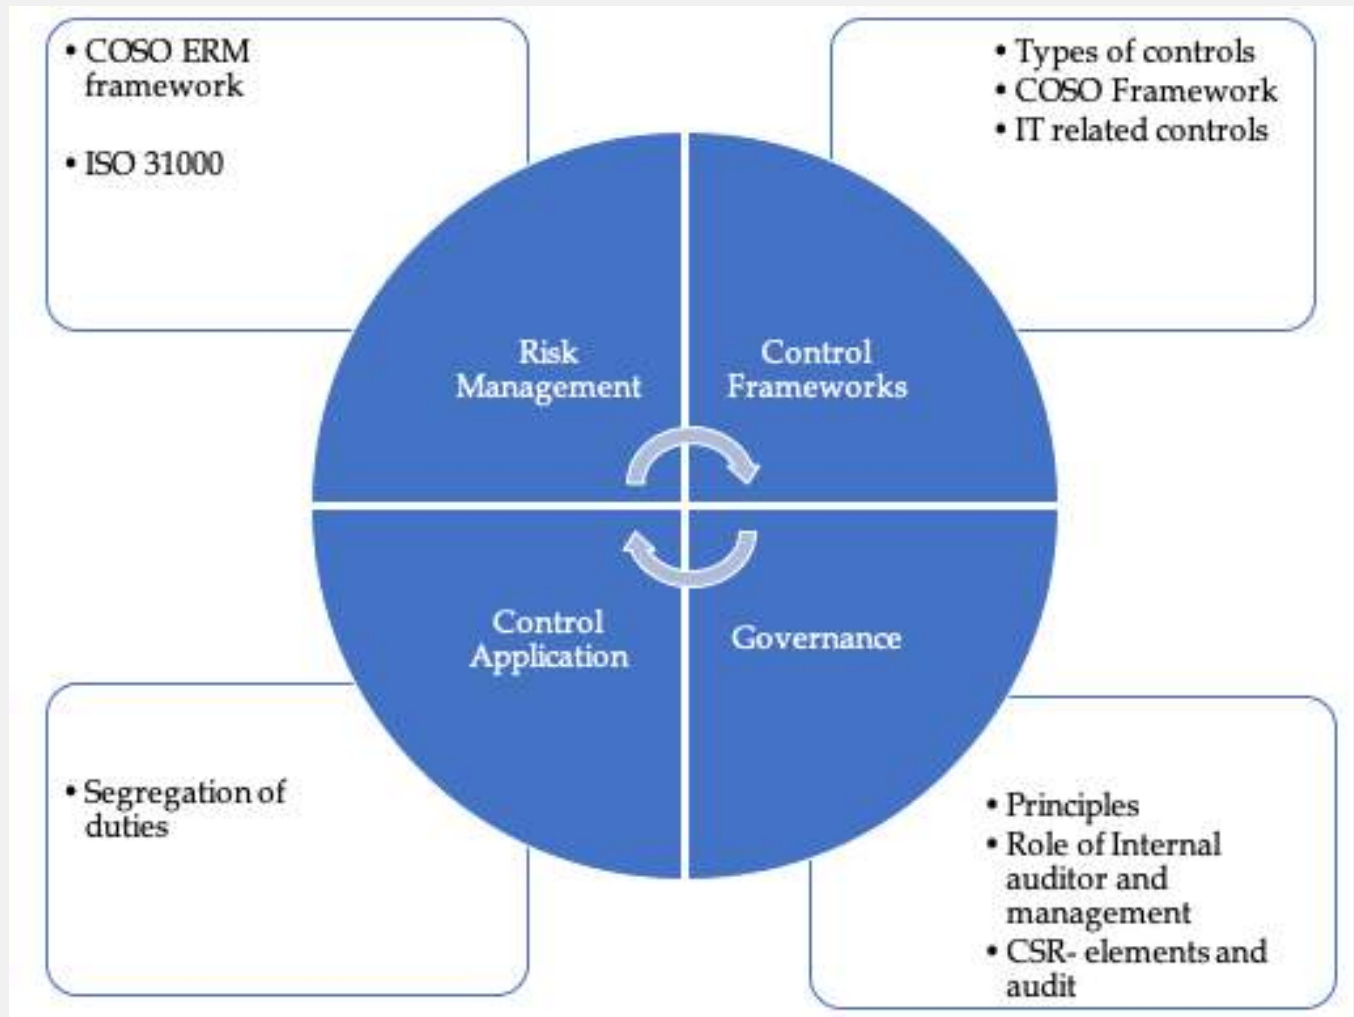 • COSO ERM
framework
• ISO 31000
• Types of controls
• COSO Framework
• IT related controls
Risk
Management
Control
Frameworks
Control
Application
Governance
• Segregation of
duties
• Principles
• Role of Internal
auditor and
management
• CSR- elements and
audit